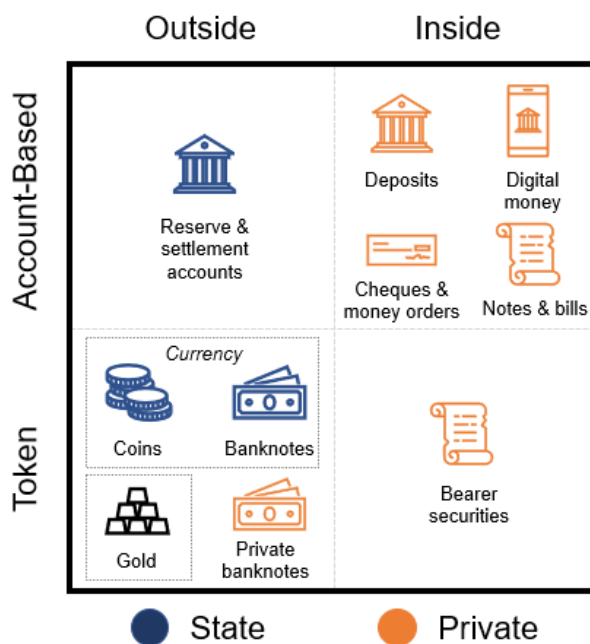 Outside
Inside
Account-Based
Reserve &
settlement
accounts
Deposits
Digital
money
Cheques &
money orders
Notes & bills
Token
Currency
Coins
Banknotes
Gold
Private
banknotes
Bearer
securities
State
Private